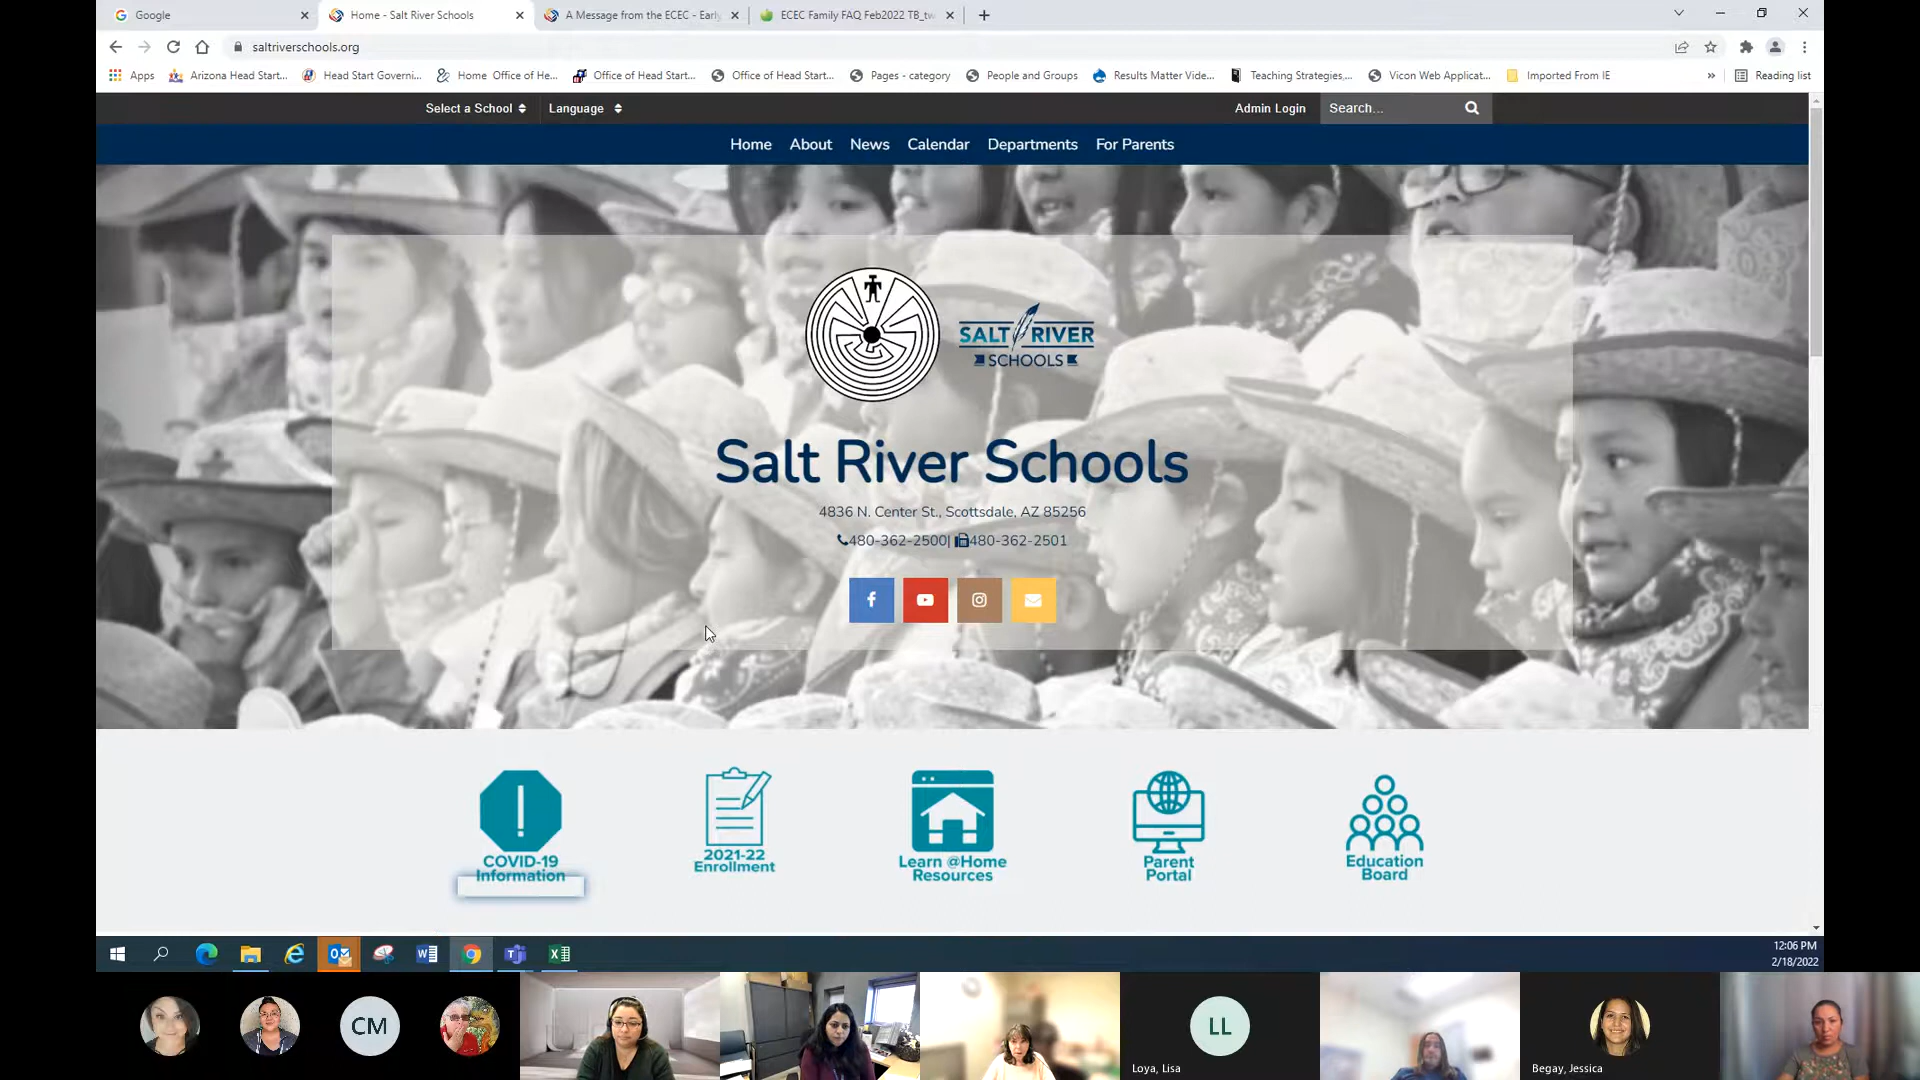 Google
Home - Salt River Schools
A Message from the ECEC - Early
ECEC Family FAQ Feb2022 TB_tw
saltriverschools.org
Apps
Arizona Head Start...
Head Start Governi...
Home Office of He...
Office of Head Start...
Office of Head Start...
Pages - category
People and Groups
Results Matter Vide...
Teaching Strategies,...
Vicon Web Applicat...
Imported From IE
»
Reading list
Select a School
Language
Admin Login
Search...
Home About News Calendar Departments For Parents
SALT RIVER
SCHOOLS
Salt River Schools
4836 N. Center St., Scottsdale, AZ 85256
480-362-2500| 480-362-2501
COVID-19
Information
2021-22
Enrollment
Learn @Home
Resources
Parent
Portal
Education
Board
12:06 PM
2/18/2022
CM
LL
Loya, Lisa
Begay, Jessica